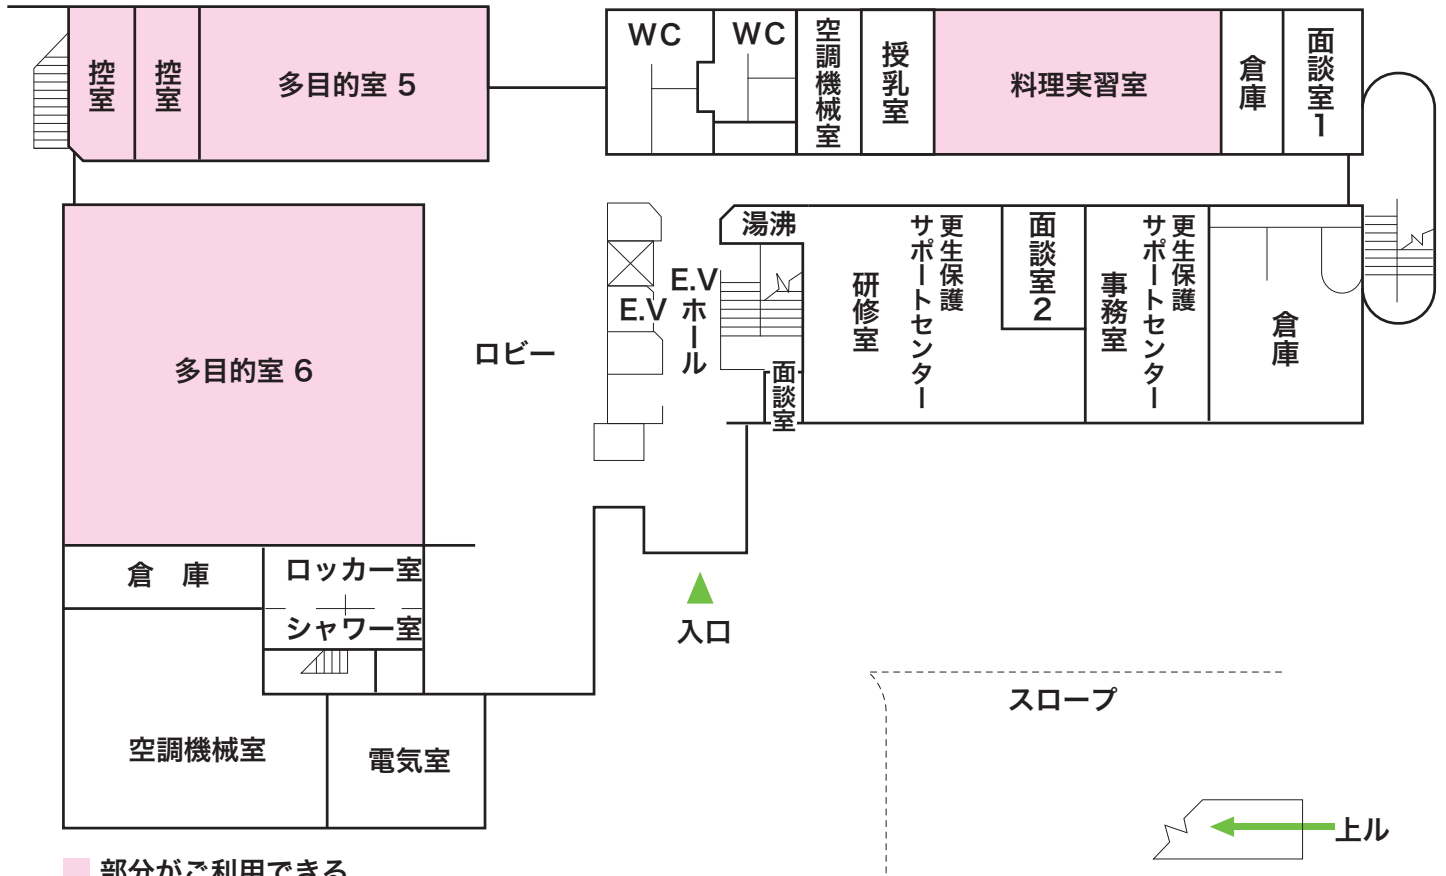 控室
控室
多目的室 5
WC
WC
空調機械室
授乳室
料理実習室
倉庫
面談室1
多目的室 6
ロビー
E.V
E.V
ホール
湯沸
面談室
研修室
更生保護
サポートセンター
面談室2
事務室
更生保護
サポートセンター
倉庫
倉 庫
ロッカー室
シャワー室
空調機械室
電気室
入口
スロープ
上ル
部分がご利用できる